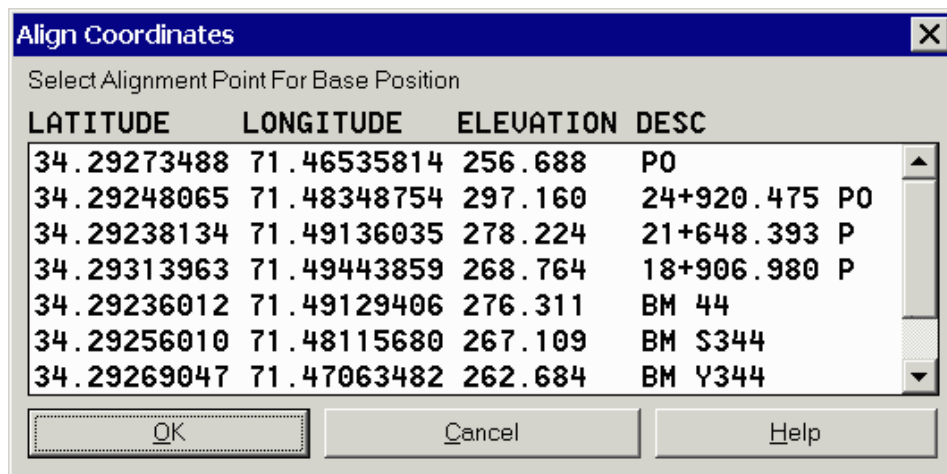 Align Coordinates
Select Alignment Point For Base Position
LATITUDE LONGITUDE ELEVATION DESC
34.29273488 71.46535814 256.688 PO
34.29248065 71.48348754 297.160 24+920.475 PO
34.29238134 71.49136035 278.224 21+648.393 P
34.29313963 71.49443859 268.764 18+906.980 P
34.29236012 71.49129406 276.311 BM 44
34.29256010 71.48115680 267.109 BM S344
34.29269047 71.47063482 262.684 BM Y344
OK Cancel Help